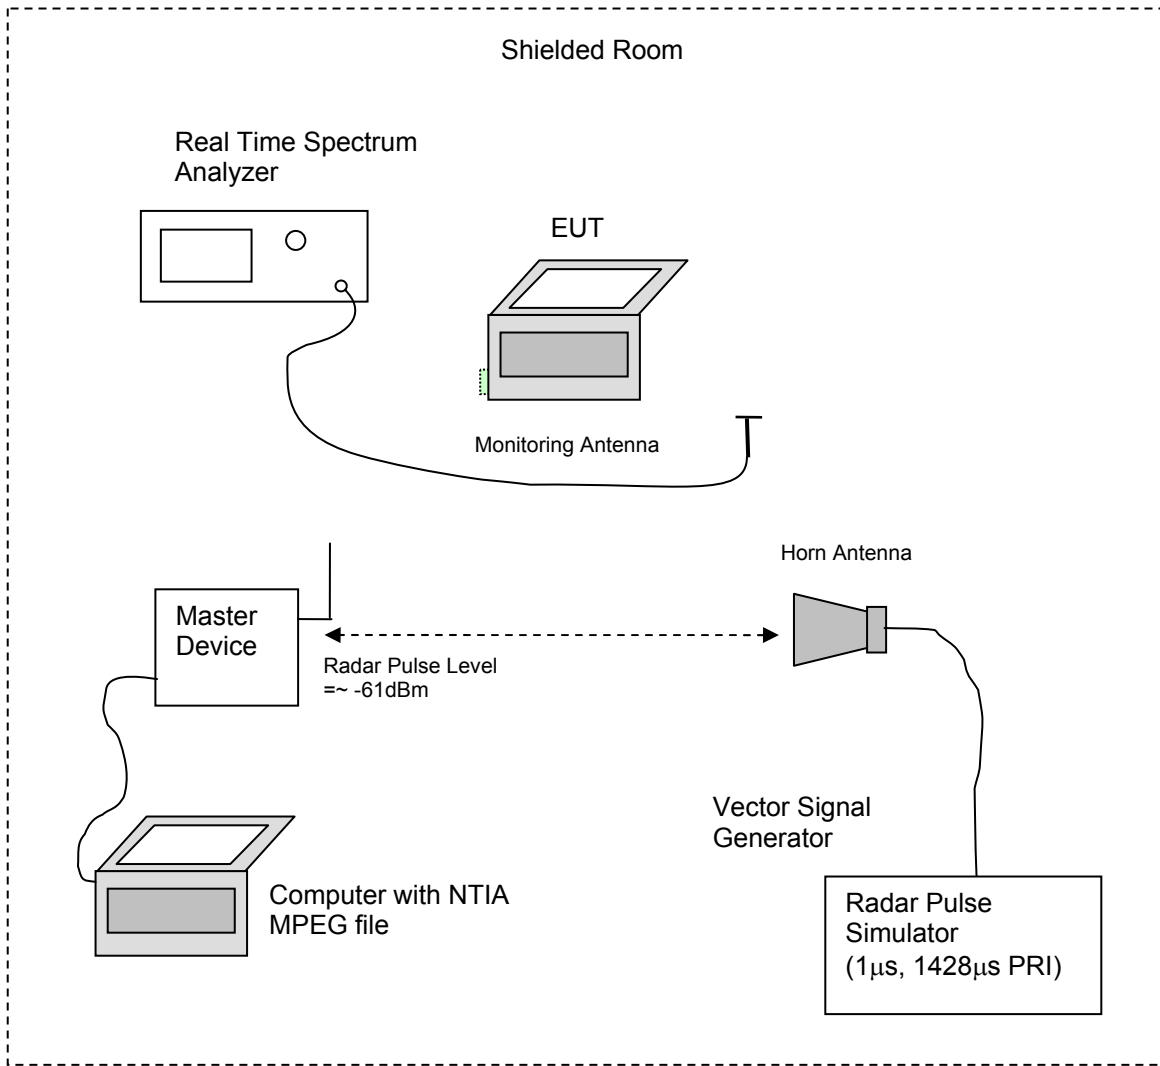 Shielded Room
Real Time Spectrum
Analyzer
EUT
Monitoring Antenna
Horn Antenna
Master
Device
Radar Pulse Level
=~ -61dBm
Vector Signal
Generator
Computer with NTIA
MPEG file
Radar Pulse
Simulator
(1μs, 1428μs PRI)